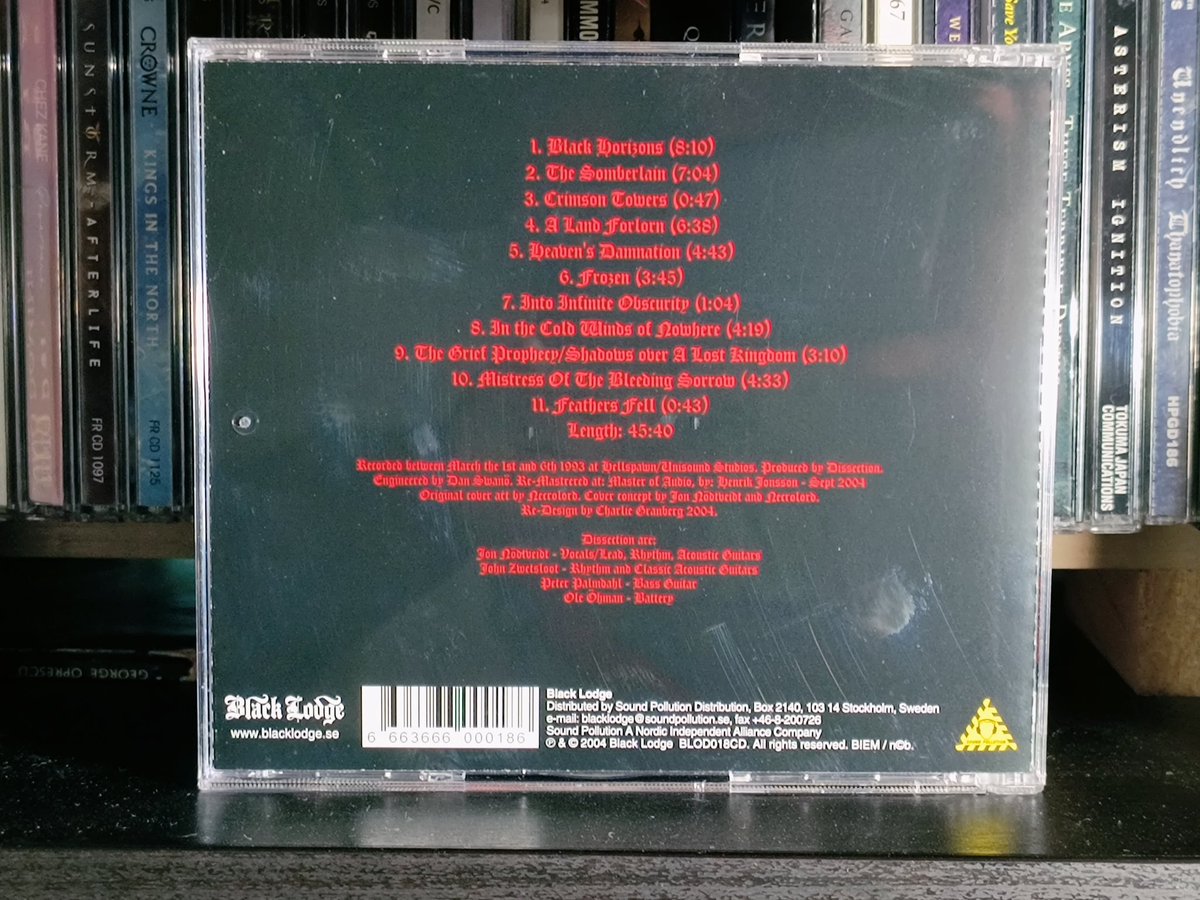 CHEZ KANE
SUNSTORM - AFTERLIFE
FR CD 1097
CROWNE
KINGS IN THE NORTH
FR CD 1125
GEORGE OPRESCU
ASTERISM IGNITION
TOKUMA JAPAN
COMMUNICATIONS
Unendlich Thanatophobia
HPGD186
1. Black Horizons (8:10)
2. The Somberlain (7:04)
3. Crimson Towers (0:47)
4. A Land Forlorn (6:38)
5. Heaven's Damnation (4:43)
6. Frozen (3:45)
7. Into Infinite Obscurity (1:04)
8. In the Cold Winds of Nowhere (4:19)
9. The Grief Prophecy/Shadows over A Lost Kingdom (3:10)
10. Mistress Of The Bleeding Sorrow (4:33)
11. Feathers Fell (0:43)
Length: 45:40
Recorded between March the 1st and 6th 1993 at Hellspawn/Unisound Studios. Produced by Dissection.
Engineered by Dan Swanö. Re-Mastrered at: Master of Audio, by: Henrik Jonsson - Sept 2004
Original cover art by Necrolord. Cover concept by Jon Nödtveidt and Necrolord.
Re-Design by Charlie Granberg 2004.
Dissection are:
Jon Nödtveidt - Vocals/Lead, Rhythm, Acoustic Guitars
John Zwetsloot - Rhythm and Classic Acoustic Guitars
Peter Palmdahl - Bass Guitar
Ole Öhman - Battery
Black Lodge
www.blacklodge.se
6 663666 000186
Black Lodge
Distributed by Sound Pollution Distribution, Box 2140, 103 14 Stockholm, Sweden
e-mail: blacklodge@soundpollution.se, fax +46-8-200726
Sound Pollution A Nordic Independent Alliance Company
℗ & © 2004 Black Lodge BLOD018CD. All rights reserved. BIEM / n©b.